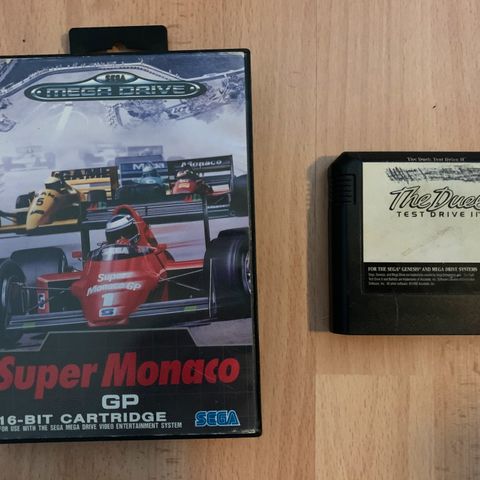 SEGA
MEGA DRIVE
Super
Monaco GP
1
5
Super Monaco
GP
16-BIT CARTRIDGE
FOR USE WITH THE SEGA MEGA DRIVE VIDEO ENTERTAINMENT SYSTEM
SEGA
The Duel: Test Drive II
The Duel:
TEST DRIVE II
FOR THE SEGA GENESIS AND MEGA DRIVE SYSTEMS